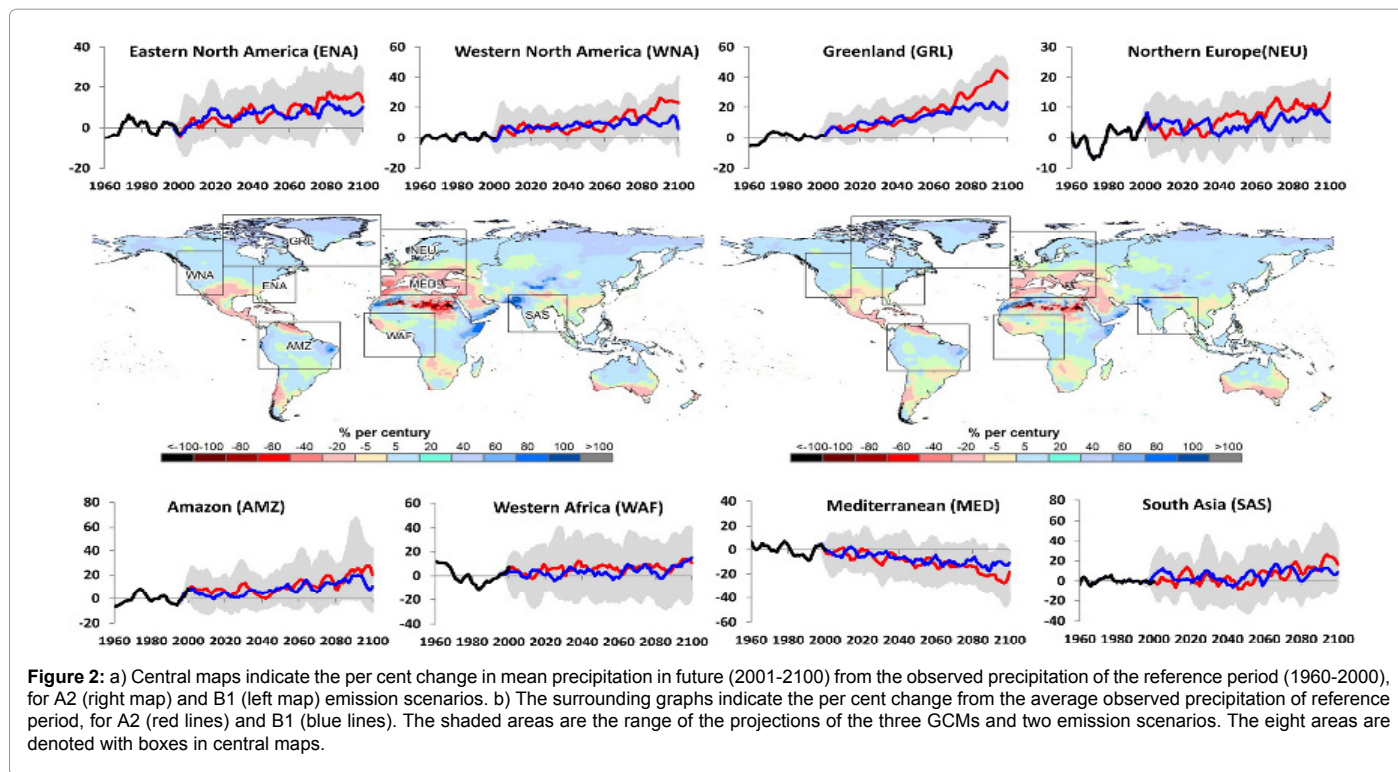 Eastern North America (ENA)
40
20
0
-20
1960 1980 2000 2020 2040 2060 2080 2100
Western North America (WNA)
60
40
20
0
-20
1960 1980 2000 2020 2040 2060 2080 2100
Greenland (GRL)
60
40
20
0
-20
1960 1980 2000 2020 2040 2060 2080 2100
Northern Europe(NEU)
30
20
10
0
-10
1960 1980 2000 2020 2040 2060 2080 2100
GRL
NEU
WNA
MED
ENA
SAS
WAF
AMZ
% per century
<-100 -100 -80 -60 -40 -20 -5 5 20 40 60 80 100 >100
% per century
<-100 -100 -80 -60 -40 -20 -5 5 20 40 60 80 100 >100
Amazon (AMZ)
80
60
40
20
0
-20
1960 1980 2000 2020 2040 2060 2080 2100
Western Africa (WAF)
60
40
20
0
-20
-40
1960 1980 2000 2020 2040 2060 2080 2100
Mediterranean (MED)
40
20
0
-20
-40
-60
1960 1980 2000 2020 2040 2060 2080 2100
South Asia (SAS)
80
60
40
20
0
-20
-40
1960 1980 2000 2020 2040 2060 2080 2100
Figure 2: a) Central maps indicate the per cent change in mean precipitation in future (2001-2100) from the observed precipitation of the reference period (1960-2000),
for A2 (right map) and B1 (left map) emission scenarios. b) The surrounding graphs indicate the per cent change from the average observed precipitation of reference
period, for A2 (red lines) and B1 (blue lines). The shaded areas are the range of the projections of the three GCMs and two emission scenarios. The eight areas are
denoted with boxes in central maps.